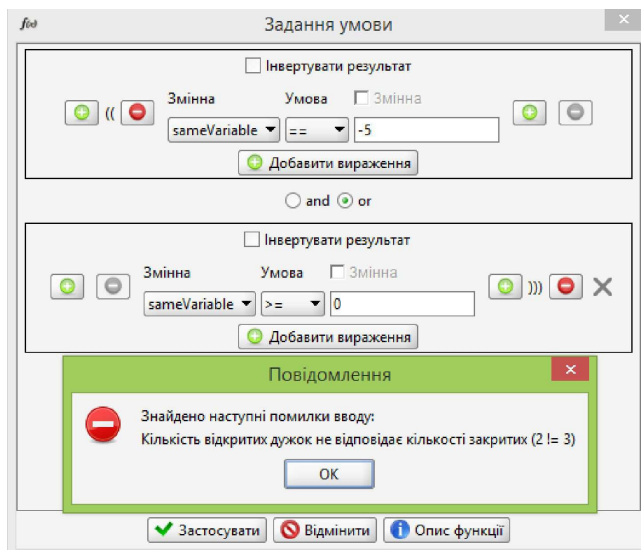 f(x) Задання умови
Інвертувати результат
Змінна Умова Змінна
(( sameVariable == -5
Добавити вираження
and or
Інвертувати результат
Змінна Умова Змінна
sameVariable >= 0 )))
Добавити вираження
Повідомлення
Знайдено наступні помилки вводу:
Кількість відкритих дужок не відповідає кількості закритих (2 != 3)
OK
Застосувати Відмінити Опис функції